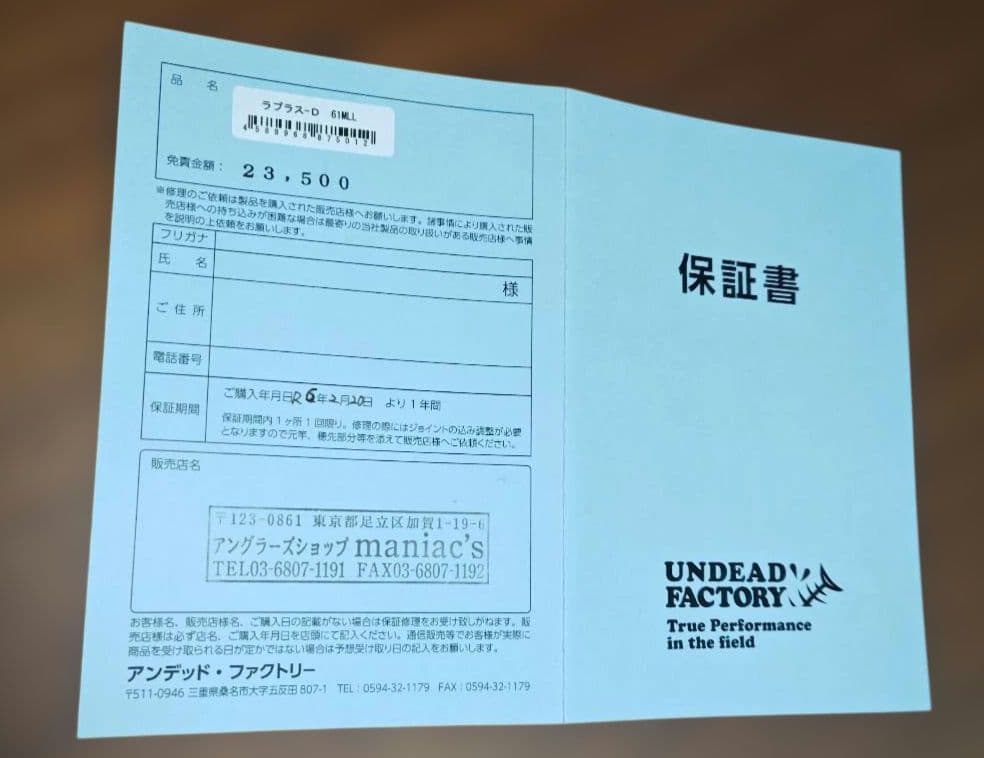 品名
ラプラス-D 61MLL
4589968875012
免責金額： 23,500
※修理のご依頼は製品を購入された販売店様へお願いします。諸事情により購入された販
売店様への持ち込みが困難な場合は最寄りの当社製品の取り扱いがある販売店様へ事情
を説明の上依頼をお願いします。
フリガナ
氏名 様
ご住所
電話番号
保証期間
ご購入年月日R6年2月20日 より1年間
保証期間内1ヶ所1回限り。修理の際にはジョイントの込み調整が必要
となりますので元竿、穂先部分等を添えて販売店様へご依頼ください。
販売店名
〒123-0861 東京都足立区加賀1-19-6
アングラーズショップ maniac's
TEL03-6807-1191 FAX03-6807-1192
お客様名、販売店様名、ご購入日の記載がない場合は保証修理をお受け致しかねます。販
売店様は必ず店名、ご購入年月日を店頭にて記入ください。通信販売等でお客様が実際に
商品を受け取られる日が定かではない場合は予想受け取り日の記入をお願いします。
アンデッド・ファクトリー
〒511-0946 三重県桑名市大字五反田807-1 TEL：0594-32-1179 FAX：0594-32-1179
保証書
UNDEAD
FACTORY
True Performance
in the field